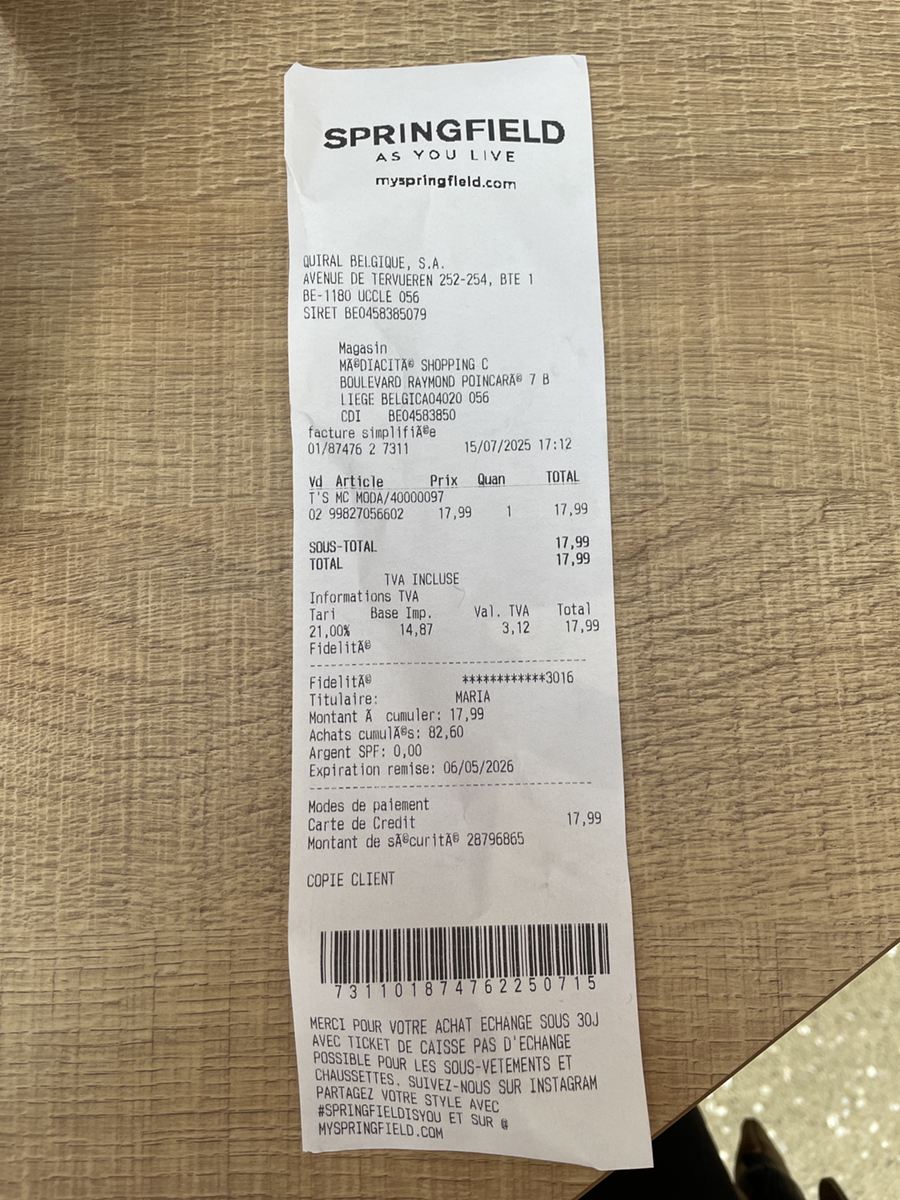 SPRINGFIELD
AS YOU LIVE
myspringfield.com
QUIRAL BELGIQUE, S.A.
AVENUE DE TERVUEREN 252-254, BTE 1
BE-1180 UCCLE 056
SIRET BE0458385079
Magasin
MÃ©DIACITÃ© SHOPPING C
BOULEVARD RAYMOND POINCARÃ© 7 B
LIEGE BELGICA04020 056
CDI BE04583850
facture simplifiÃ©e
01/87476 2 7311 15/07/2025 17:12
Vd Article Prix Quan TOTAL
T'S MC MODA/40000097
02 99827056602 17,99 1 17,99
SOUS-TOTAL 17,99
TOTAL 17,99
TVA INCLUSE
Informations TVA
Tari Base Imp. Val. TVA Total
21,00% 14,87 3,12 17,99
FidelitÃ©
FidelitÃ© ************3016
Titulaire: MARIA
Montant Ã cumuler: 17,99
Achats cumulÃ©s: 82,60
Argent SPF: 0,00
Expiration remise: 06/05/2026
Modes de paiement
Carte de Credit 17,99
Montant de sÃ©curitÃ© 28796865
COPIE CLIENT
731101874762250715
MERCI POUR VOTRE ACHAT ECHANGE SOUS 30J
AVEC TICKET DE CAISSE PAS D'ECHANGE
POSSIBLE POUR LES SOUS-VETEMENTS ET
CHAUSSETTES. SUIVEZ-NOUS SUR INSTAGRAM
PARTAGEZ VOTRE STYLE AVEC
#SPRINGFIELDISYOU ET SUR @
MYSPRINGFIELD.COM